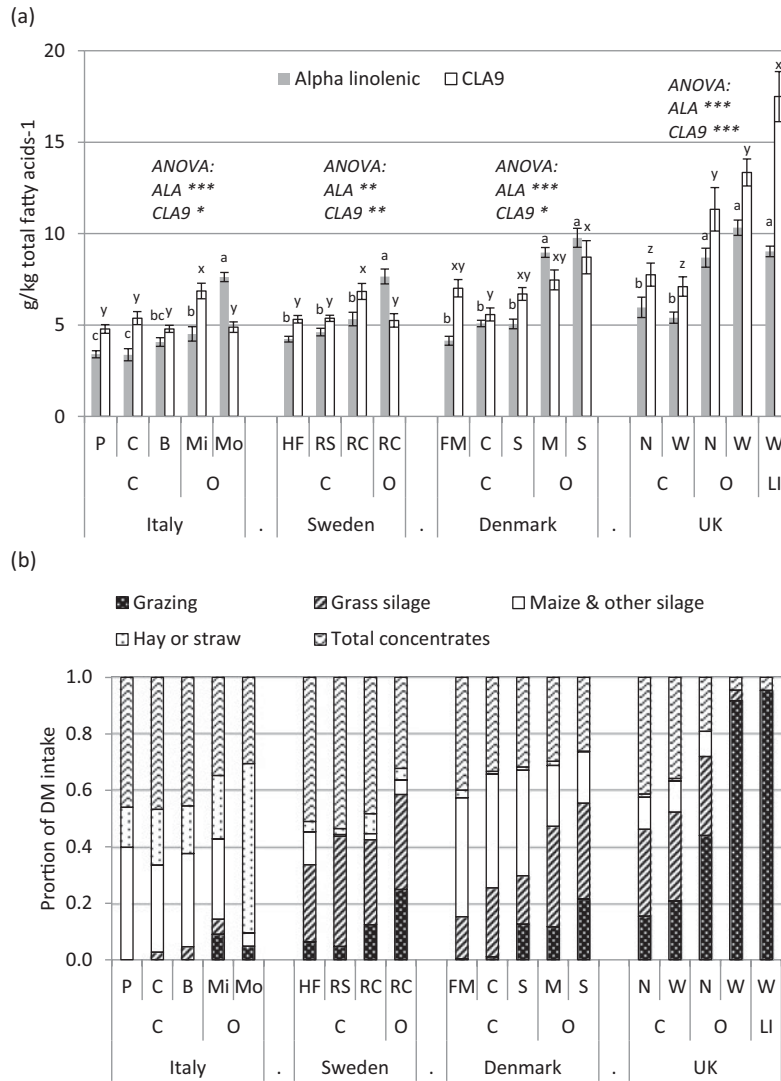 (a)
20
15
10
5
0
g/kg total fatty acids-1
Alpha linolenic CLA9
ANOVA:
ALA ***
CLA9 *
ANOVA:
ALA **
CLA9 **
ANOVA:
ALA ***
CLA9 *
ANOVA:
ALA ***
CLA9 ***
c y c y bc y b x a y b y b y b x a y b xy b y b xy a xy a x b z b z a y a y a x
P C B Mi Mo HF RS RC RC FM C S M S N W N W W
C O C O C O C O LI
Italy . Sweden . Denmark . UK
(b)
Grazing Grass silage Maize & other silage
Hay or straw Total concentrates
1.0
0.8
0.6
0.4
0.2
0.0
Prortion of DM intake
P C B Mi Mo HF RS RC RC FM C S M S N W N W W
C O C O C O C O LI
Italy . Sweden . Denmark . UK